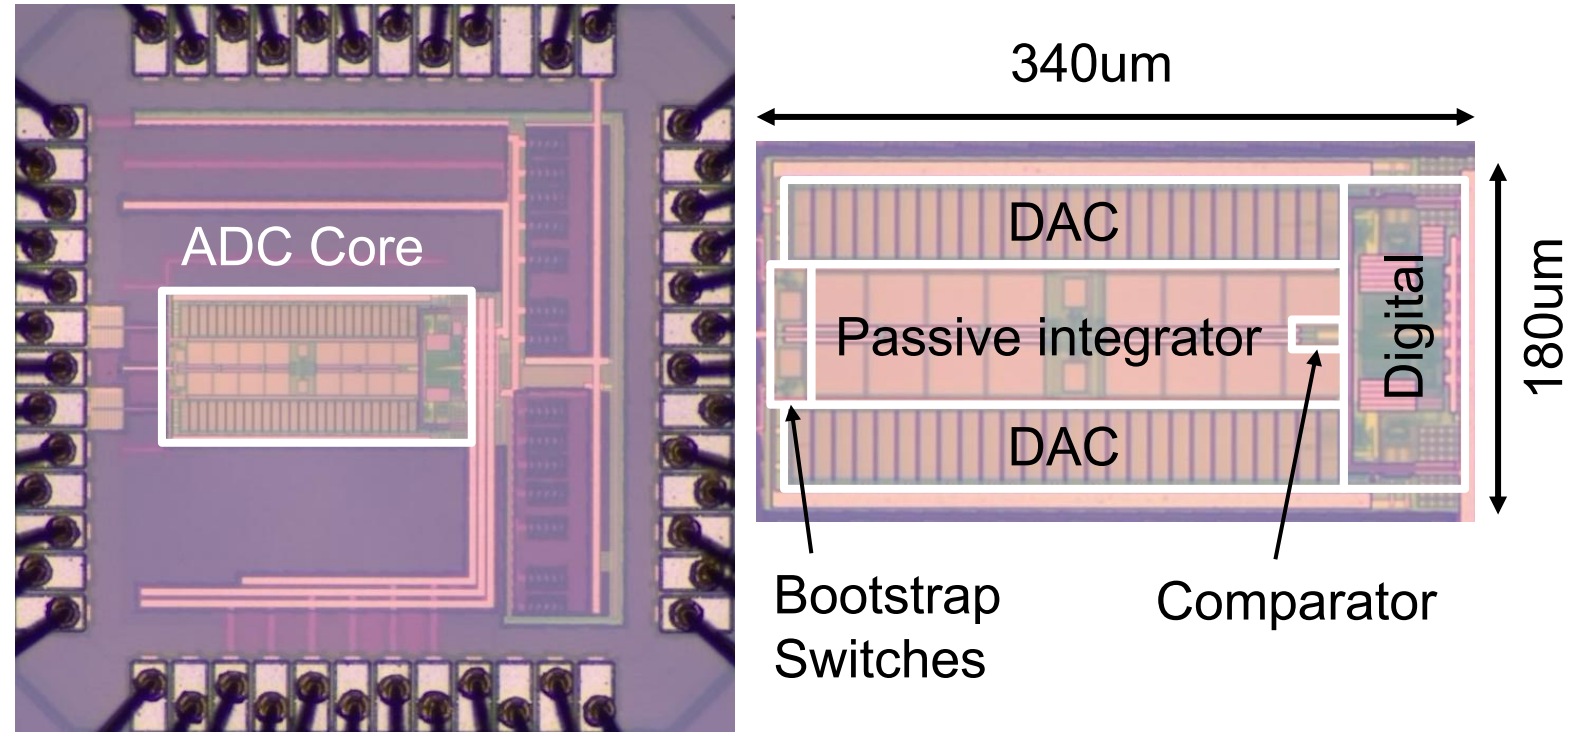 ADC Core
340um
DAC
Passive integrator
Digital
180um
DAC
Bootstrap
Switches
Comparator